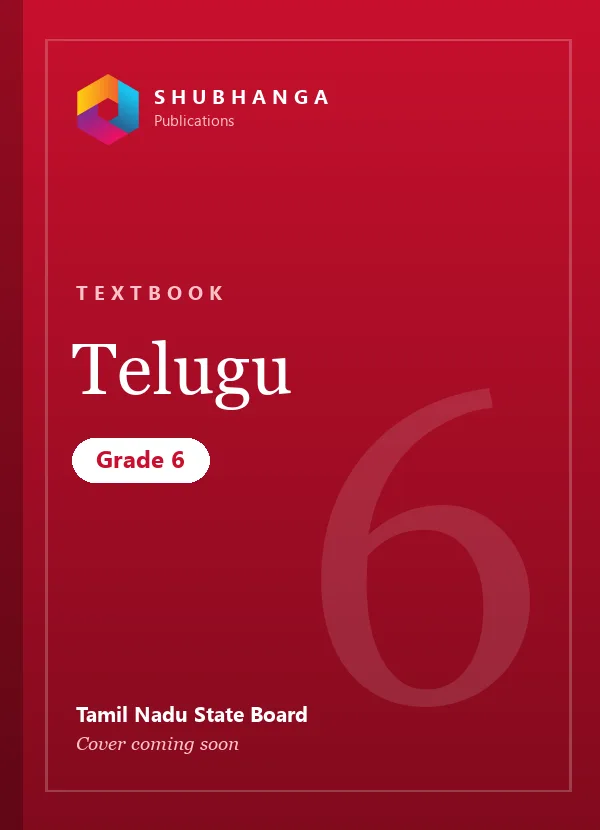 SHUBHANGA
Publications
TEXTBOOK
Telugu
Grade 6
6
Tamil Nadu State Board
Cover coming soon